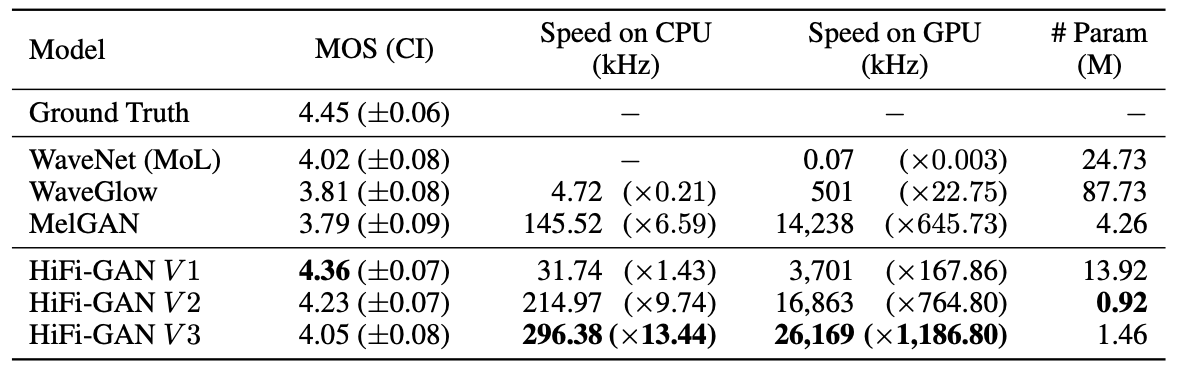 Model MOS (CI) Speed on CPU (kHz) Speed on GPU (kHz) # Param (M)
Ground Truth 4.45 (±0.06) − − −
WaveNet (MoL) 4.02 (±0.08) − 0.07 (×0.003) 24.73
WaveGlow 3.81 (±0.08) 4.72 (×0.21) 501 (×22.75) 87.73
MelGAN 3.79 (±0.09) 145.52 (×6.59) 14,238 (×645.73) 4.26
HiFi-GAN V1 4.36 (±0.07) 31.74 (×1.43) 3,701 (×167.86) 13.92
HiFi-GAN V2 4.23 (±0.07) 214.97 (×9.74) 16,863 (×764.80) 0.92
HiFi-GAN V3 4.05 (±0.08) 296.38 (×13.44) 26,169 (×1,186.80) 1.46